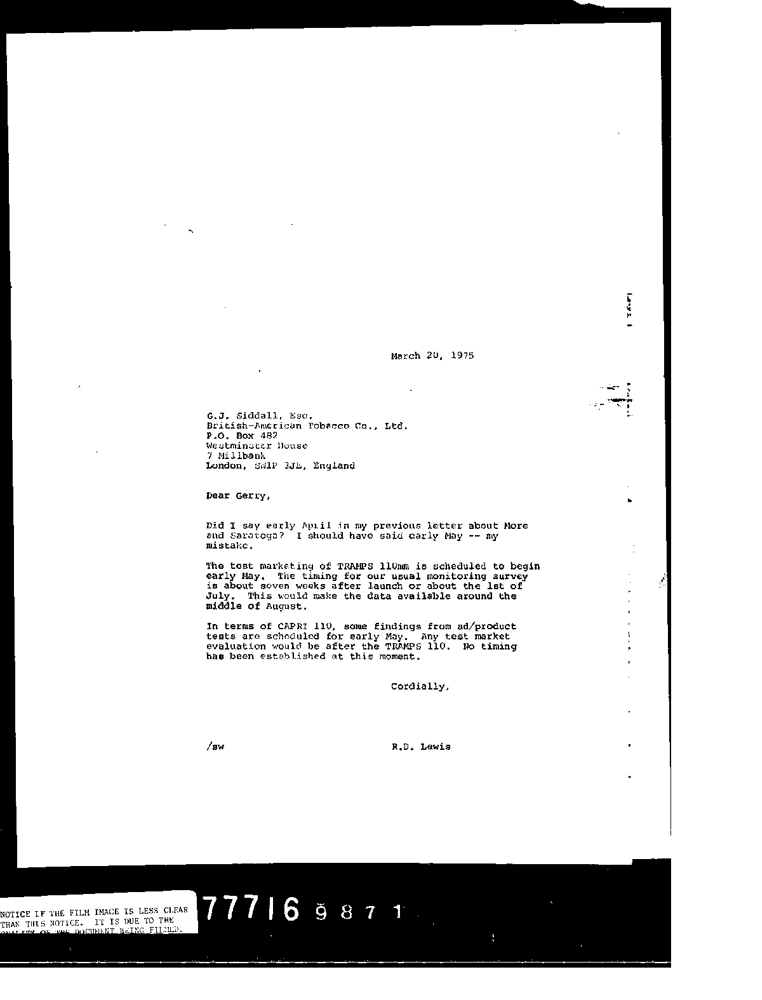 March 20, 1975
G.J. Siddall, Esq.
British-American Tobacco Co., Ltd.
P.O. Box 482
Westminster House
7 Millbank
London, SW1P 3JE, England
Dear Gerry,
Did I say early April in my previous letter about More
and Saratoga? I should have said early May -- my
mistake.
The test marketing of TRAMPS 110mm is scheduled to begin
early May. The timing for our usual monitoring survey
is about seven weeks after launch or about the 1st of
July. This would make the data available around the
middle of August.
In terms of CAPRI 110, some findings from ad/product
tests are scheduled for early May. Any test market
evaluation would be after the TRAMPS 110. No timing
has been established at this moment.
Cordially,
/sw R.D. Lewis
NOTICE IF THE FILM IMAGE IS LESS CLEAR
THAN THIS NOTICE. IT IS DUE TO THE
QUALITY OF THE DOCUMENT BEING FILMED.
777169871